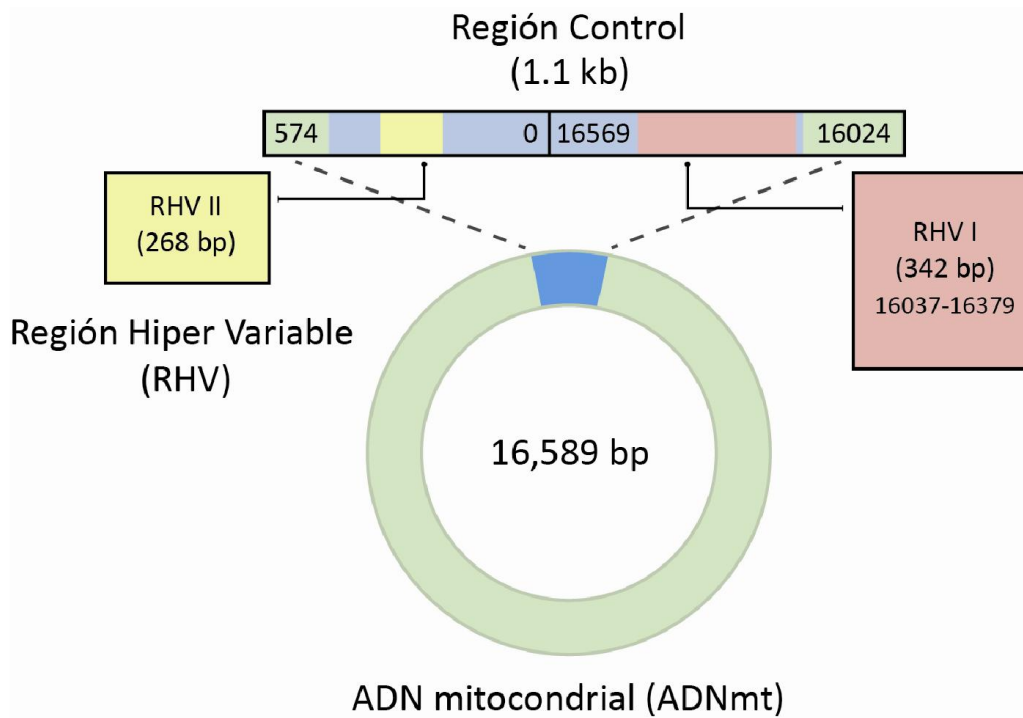 Región Control
(1.1 kb)
574
0
16569
16024
RHV II
(268 bp)
RHV I
(342 bp)
16037-16379
Región Hiper Variable
(RHV)
16,589 bp
ADN mitocondrial (ADNmt)